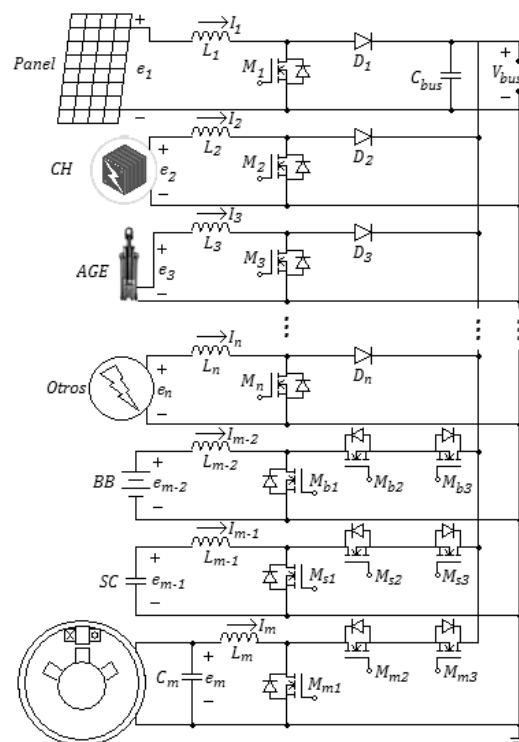 I1
+
Panel
e1
L1
M1
D1
Cbus
+
Vbus
−
−
I2
+
CH
e2
L2
M2
D2
−
I3
+
AGE
e3
L3
M3
D3
−
In
+
Otros
en
Ln
Mn
Dn
−
Im-2
+
BB
em-2
Lm-2
Mb1
Mb2
Mb3
−
Im-1
+
SC
em-1
Lm-1
Ms1
Ms2
Ms3
−
Im
+
Cm
em
Lm
Mm1
Mm2
Mm3
−